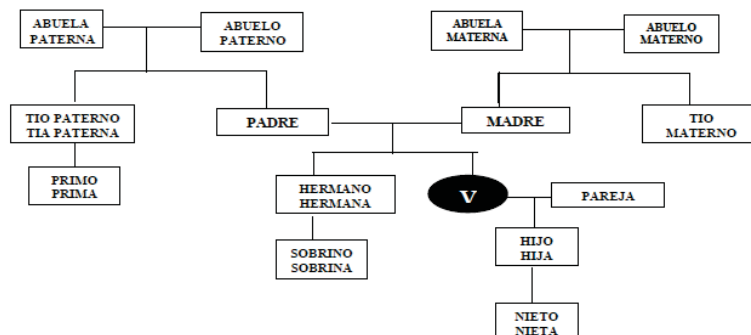 ABUELA
PATERNA
ABUELO
PATERNO
ABUELA
MATERNA
ABUELO
MATERNO
TIO PATERNO
TIA PATERNA
PADRE
MADRE
TIO
MATERNO
PRIMO
PRIMA
HERMANO
HERMANA
V
PAREJA
SOBRINO
SOBRINA
HIJO
HIJA
NIETO
NIETA